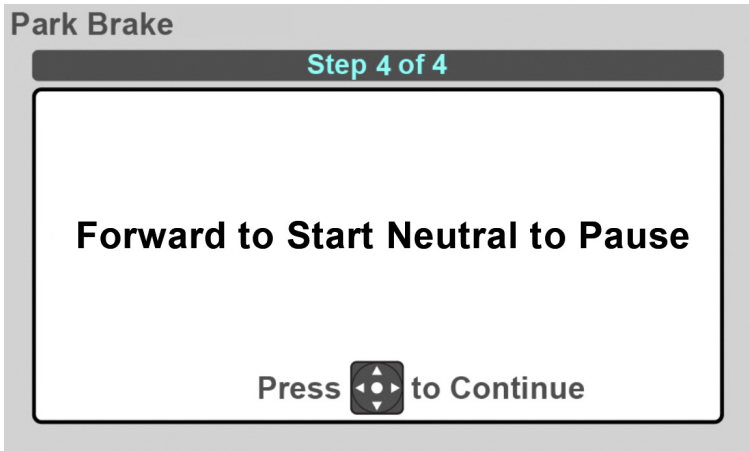 Park Brake
Step 4 of 4
Forward to Start Neutral to Pause
Press to Continue